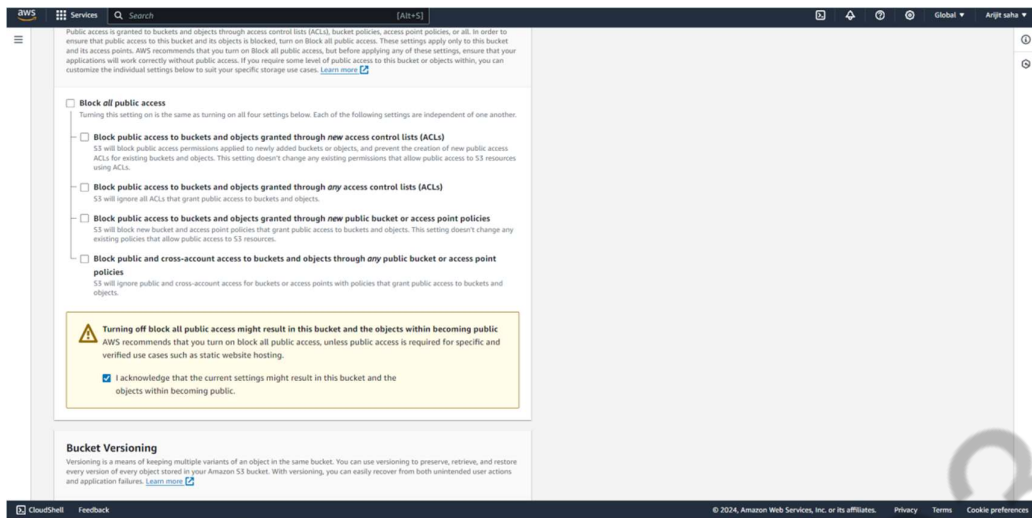 aws Services Search [Alt+S] Global Arijit saha
Public access is granted to buckets and objects through access control lists (ACLs), bucket policies, access point policies, or all. In order to
ensure that public access to this bucket and its objects is blocked, turn on Block all public access. These settings apply only to this bucket
and its access points. AWS recommends that you turn on Block all public access, but before applying any of these settings, ensure that your
applications will work correctly without public access. If you require some level of public access to this bucket or objects within, you can
customize the individual settings below to suit your specific storage use cases. Learn more
Block all public access
Turning this setting on is the same as turning on all four settings below. Each of the following settings are independent of one another.
Block public access to buckets and objects granted through new access control lists (ACLs)
S3 will block public access permissions applied to newly added buckets or objects, and prevent the creation of new public access
ACLs for existing buckets and objects. This setting doesn't change any existing permissions that allow public access to S3 resources
using ACLs.
Block public access to buckets and objects granted through any access control lists (ACLs)
S3 will ignore all ACLs that grant public access to buckets and objects.
Block public access to buckets and objects granted through new public bucket or access point policies
S3 will block new bucket and access point policies that grant public access to buckets and objects. This setting doesn't change any
existing policies that allow public access to S3 resources.
Block public and cross-account access to buckets and objects through any public bucket or access point
policies
S3 will ignore public and cross-account access for buckets or access points with policies that grant public access to buckets and
objects.
Turning off block all public access might result in this bucket and the objects within becoming public
AWS recommends that you turn on block all public access, unless public access is required for specific and
verified use cases such as static website hosting.
I acknowledge that the current settings might result in this bucket and the
objects within becoming public.
Bucket Versioning
Versioning is a means of keeping multiple variants of an object in the same bucket. You can use versioning to preserve, retrieve, and restore
every version of every object stored in your Amazon S3 bucket. With versioning, you can easily recover from both unintended user actions
and application failures. Learn more
CloudShell Feedback © 2024, Amazon Web Services, Inc. or its affiliates. Privacy Terms Cookie preferences